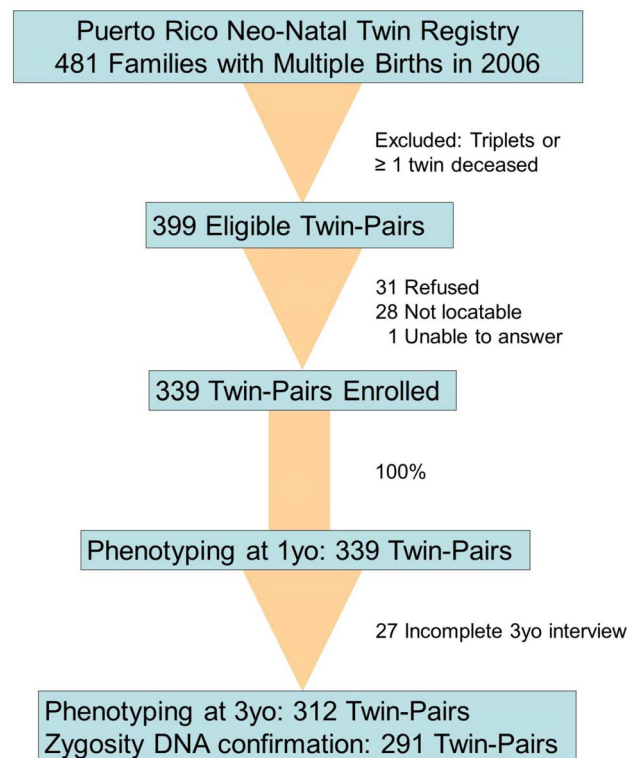 Puerto Rico Neo-Natal Twin Registry
481 Families with Multiple Births in 2006
Excluded: Triplets or
≥ 1 twin deceased
399 Eligible Twin-Pairs
31 Refused
28 Not locatable
1 Unable to answer
339 Twin-Pairs Enrolled
100%
Phenotyping at 1yo: 339 Twin-Pairs
27 Incomplete 3yo interview
Phenotyping at 3yo: 312 Twin-Pairs
Zygosity DNA confirmation: 291 Twin-Pairs